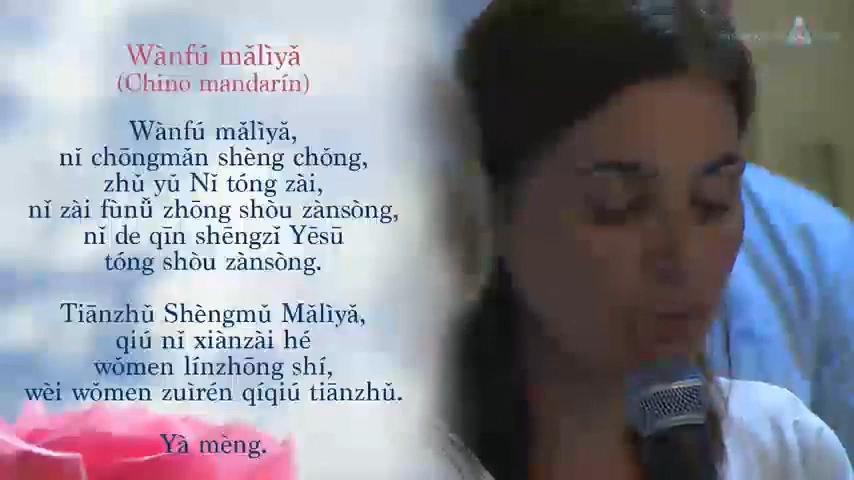 Wànfú mǎlìyǎ
(Chino mandarín)
Wànfú mǎlìyǎ,
nǐ chōngmǎn shèng chǒng,
zhǔ yǔ Nǐ tóng zài,
nǐ zài fùnǚ zhōng shòu zànsòng,
nǐ de qīn shēngzǐ Yēsū
tóng shòu zànsòng.
Tiānzhǔ Shèngmǔ Mǎlìyǎ,
qiú nǐ xiànzài hé
wǒmen línzhōng shí,
wèi wǒmen zuìrén qíqiú tiānzhǔ.
Yà mèng.